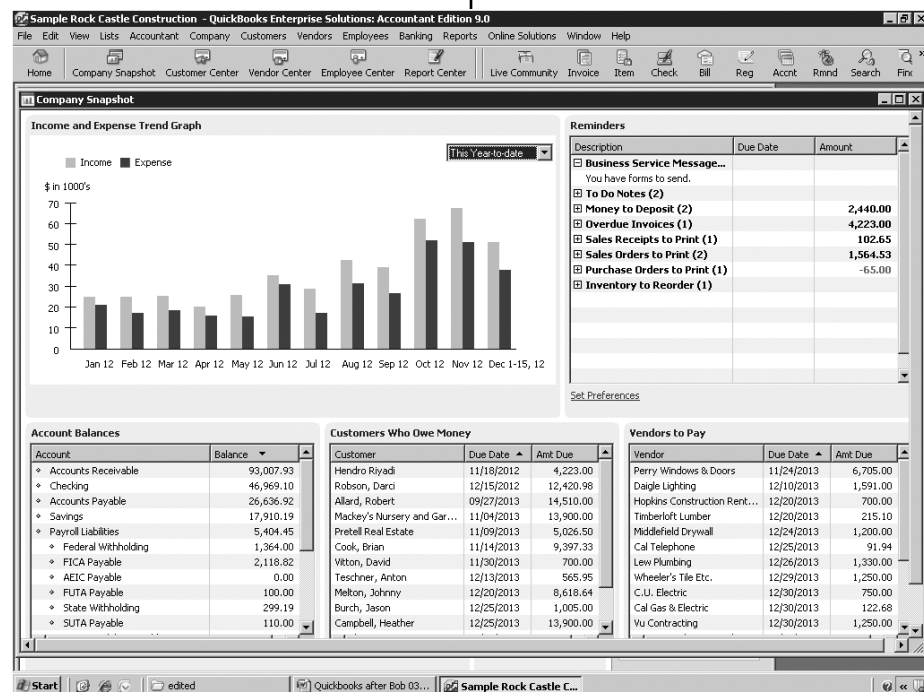 Sample Rock Castle Construction - QuickBooks Enterprise Solutions: Accountant Edition 9.0
File Edit View Lists Accountant Company Customers Vendors Employees Banking Reports Online Solutions Window Help
Home Company Snapshot Customer Center Vendor Center Employee Center Report Center Live Community Invoice Item Check Bill Reg Accnt Rmnd Search Fin
Company Snapshot
Income and Expense Trend Graph
This Year-to-date
Income Expense
$ in 1000's
70
60
50
40
30
20
10
0
Jan 12 Feb 12 Mar 12 Apr 12 May 12 Jun 12 Jul 12 Aug 12 Sep 12 Oct 12 Nov 12 Dec 1-15, 12
Reminders
Description Due Date Amount
Business Service Message...
You have forms to send.
To Do Notes (2)
Money to Deposit (2) 2,440.00
Overdue Invoices (1) 4,223.00
Sales Receipts to Print (1) 102.65
Sales Orders to Print (2) 1,564.53
Purchase Orders to Print (1) -65.00
Inventory to Reorder (1)
Set Preferences
Account Balances
Account Balance
Accounts Receivable 93,007.93
Checking 46,969.10
Accounts Payable 26,636.92
Savings 17,910.19
Payroll Liabilities 5,404.45
Federal Withholding 1,364.00
FICA Payable 2,118.82
AEIC Payable 0.00
FUTA Payable 100.00
State Withholding 299.19
SUTA Payable 110.00
Customers Who Owe Money
Customer Due Date Amt Due
Hendro Riyadi 11/18/2012 4,223.00
Robson, Darci 12/15/2012 12,420.98
Allard, Robert 09/27/2013 14,510.00
Mackey's Nursery and Gar... 11/04/2013 13,900.00
Pretell Real Estate 11/09/2013 5,026.50
Cook, Brian 11/14/2013 9,397.33
Vitton, David 11/30/2013 700.00
Teschner, Anton 12/13/2013 565.95
Melton, Johnny 12/20/2013 8,618.64
Burch, Jason 12/25/2013 1,005.00
Campbell, Heather 12/25/2013 13,900.00
Vendors to Pay
Vendor Due Date Amt Due
Perry Windows & Doors 11/24/2013 6,705.00
Daigle Lighting 12/10/2013 1,591.00
Hopkins Construction Rent... 12/20/2013 700.00
Timberloft Lumber 12/20/2013 215.10
Middlefield Drywall 12/24/2013 1,200.00
Cal Telephone 12/25/2013 91.94
Lew Plumbing 12/26/2013 1,330.00
Wheeler's Tile Etc. 12/29/2013 1,250.00
C.U. Electric 12/30/2013 750.00
Cal Gas & Electric 12/30/2013 122.68
Vu Contracting 12/30/2013 1,250.00
Start edited Quickbooks after Bob 03... Sample Rock Castle C...